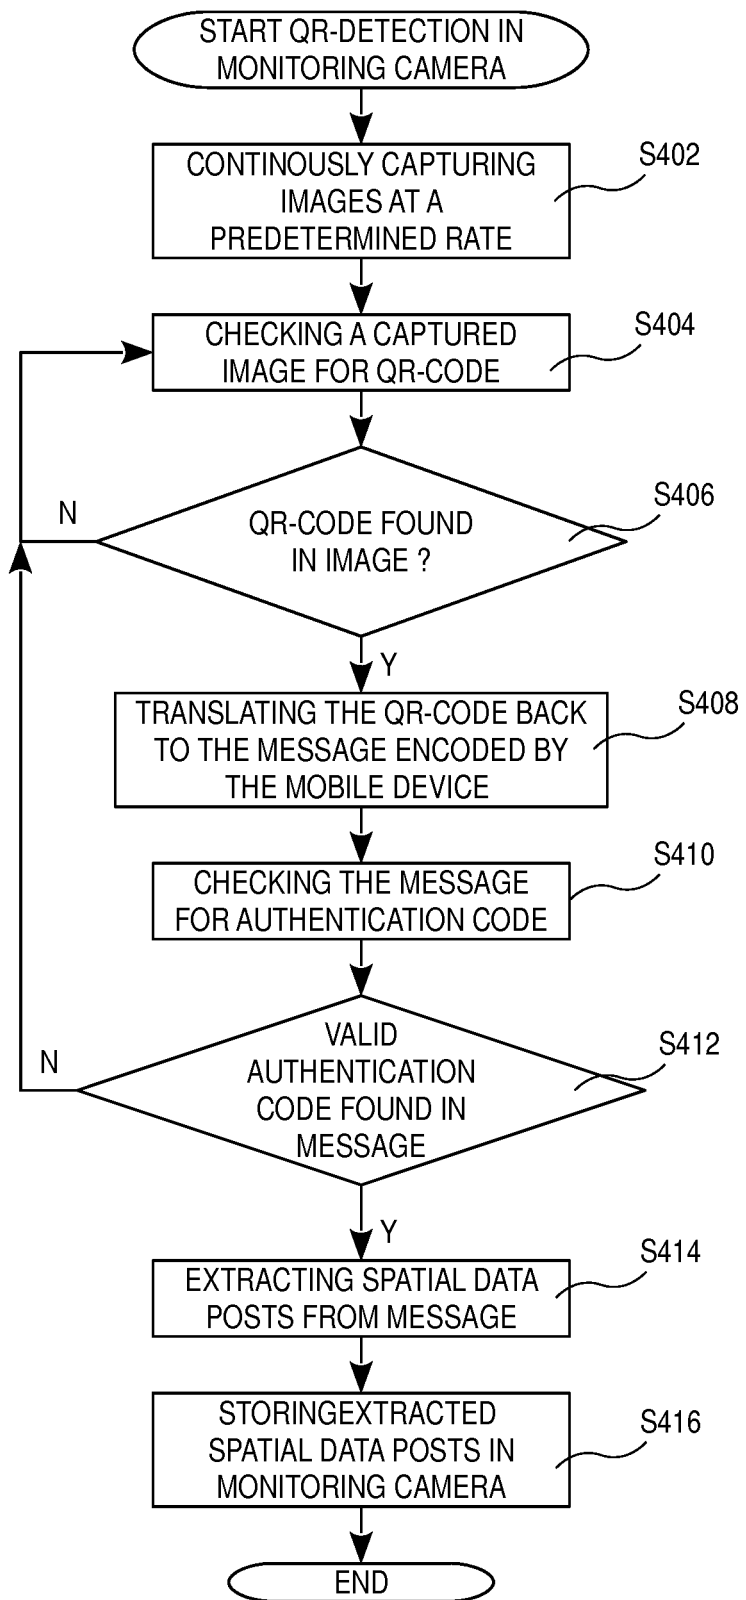 START QR-DETECTION IN
MONITORING CAMERA
CONTINOUSLY CAPTURING
IMAGES AT A
PREDETERMINED RATE
S402
CHECKING A CAPTURED
IMAGE FOR QR-CODE
S404
QR-CODE FOUND
IN IMAGE ?
S406
N
Y
TRANSLATING THE QR-CODE BACK
TO THE MESSAGE ENCODED BY
THE MOBILE DEVICE
S408
CHECKING THE MESSAGE
FOR AUTHENTICATION CODE
S410
VALID
AUTHENTICATION
CODE FOUND IN
MESSAGE
S412
N
Y
EXTRACTING SPATIAL DATA
POSTS FROM MESSAGE
S414
STORINGEXTRACTED
SPATIAL DATA POSTS IN
MONITORING CAMERA
S416
END